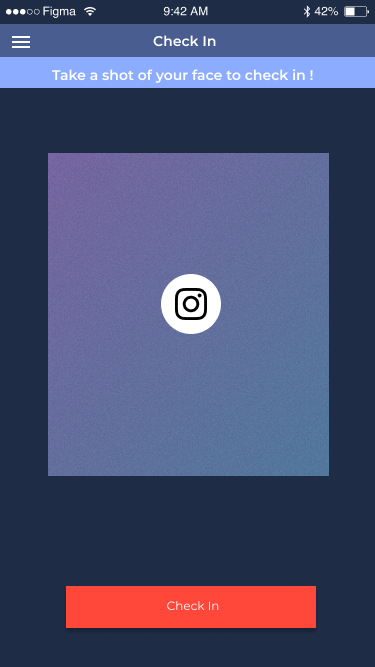 Figma 9:42 AM 42%
Check In
Take a shot of your face to check in !
Check In